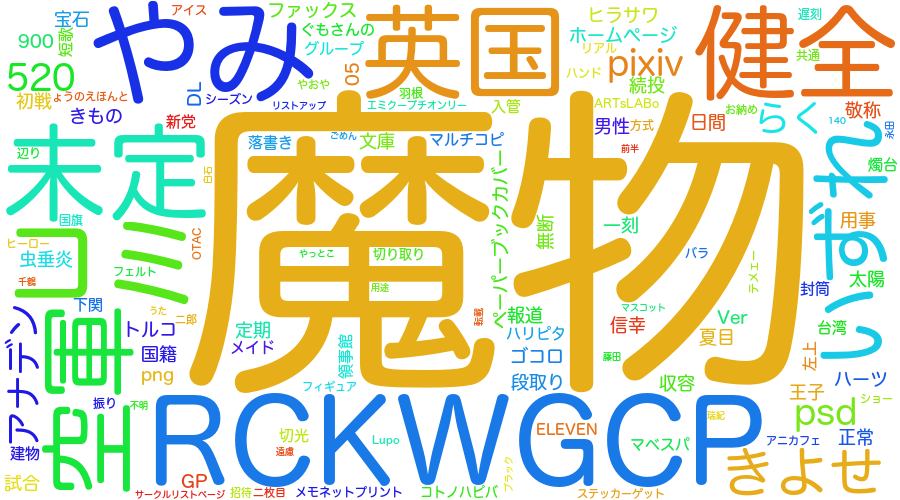 宝石
アイス
やみ
ファックス
ぐもさんの
グループ
英国
ヒラサワ
ホームページ
リアル
pixiv
健全
遅刻
共通
900
短歌
520
DL
シーズン
やおや
リストアップ
05
羽根
エミクープチオンリー
ハンド
続投
ARTsLABo
入管
お納め
らく
敬称
140
永田
初戦
ょうのえほんと
きもの
新党
落書き
ごめん
文庫
マルチコピ
男性
方式
日間
未定
辺り
国旗
白石
魔物
ペーパーブックカバー
前半
無断
一刻
いずれ
燭台
用事
ヒーロー
虫垂炎
千鶴
ロミ
フェルト
OTAC
やっとこ
切り取り
用途
転載
バラ
テメェー
太陽
封筒
マスコット
下関
うた
二郎
トルコ
定期
メイド
領事館
報道
ハリピタ
ゴコロ
信幸
藤田
Ver
夏目
台湾
左上
アナデン
空軍
国籍
png
フィギュア
段取り
収容
王子
ハーツ
psd
ショー
振り
不明
建物
RCKWGCP
切光
遠慮
Lupo
ELEVEN
マベスパ
瑞紀
アニカフェ
正常
きよせ
試合
GP
サークルリストページ
招待
二枚目
メモネットプリント
コトノハビバ
ブラック
ステッカーゲット